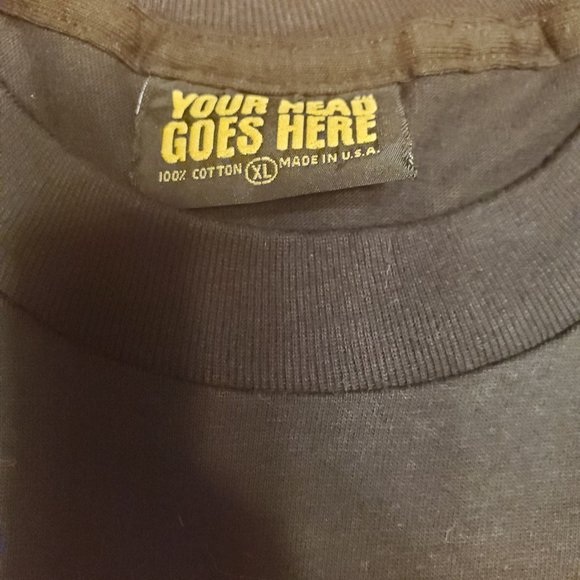 YOUR HEAD
GOES HERE
100% COTTON XL MADE IN U.S.A.